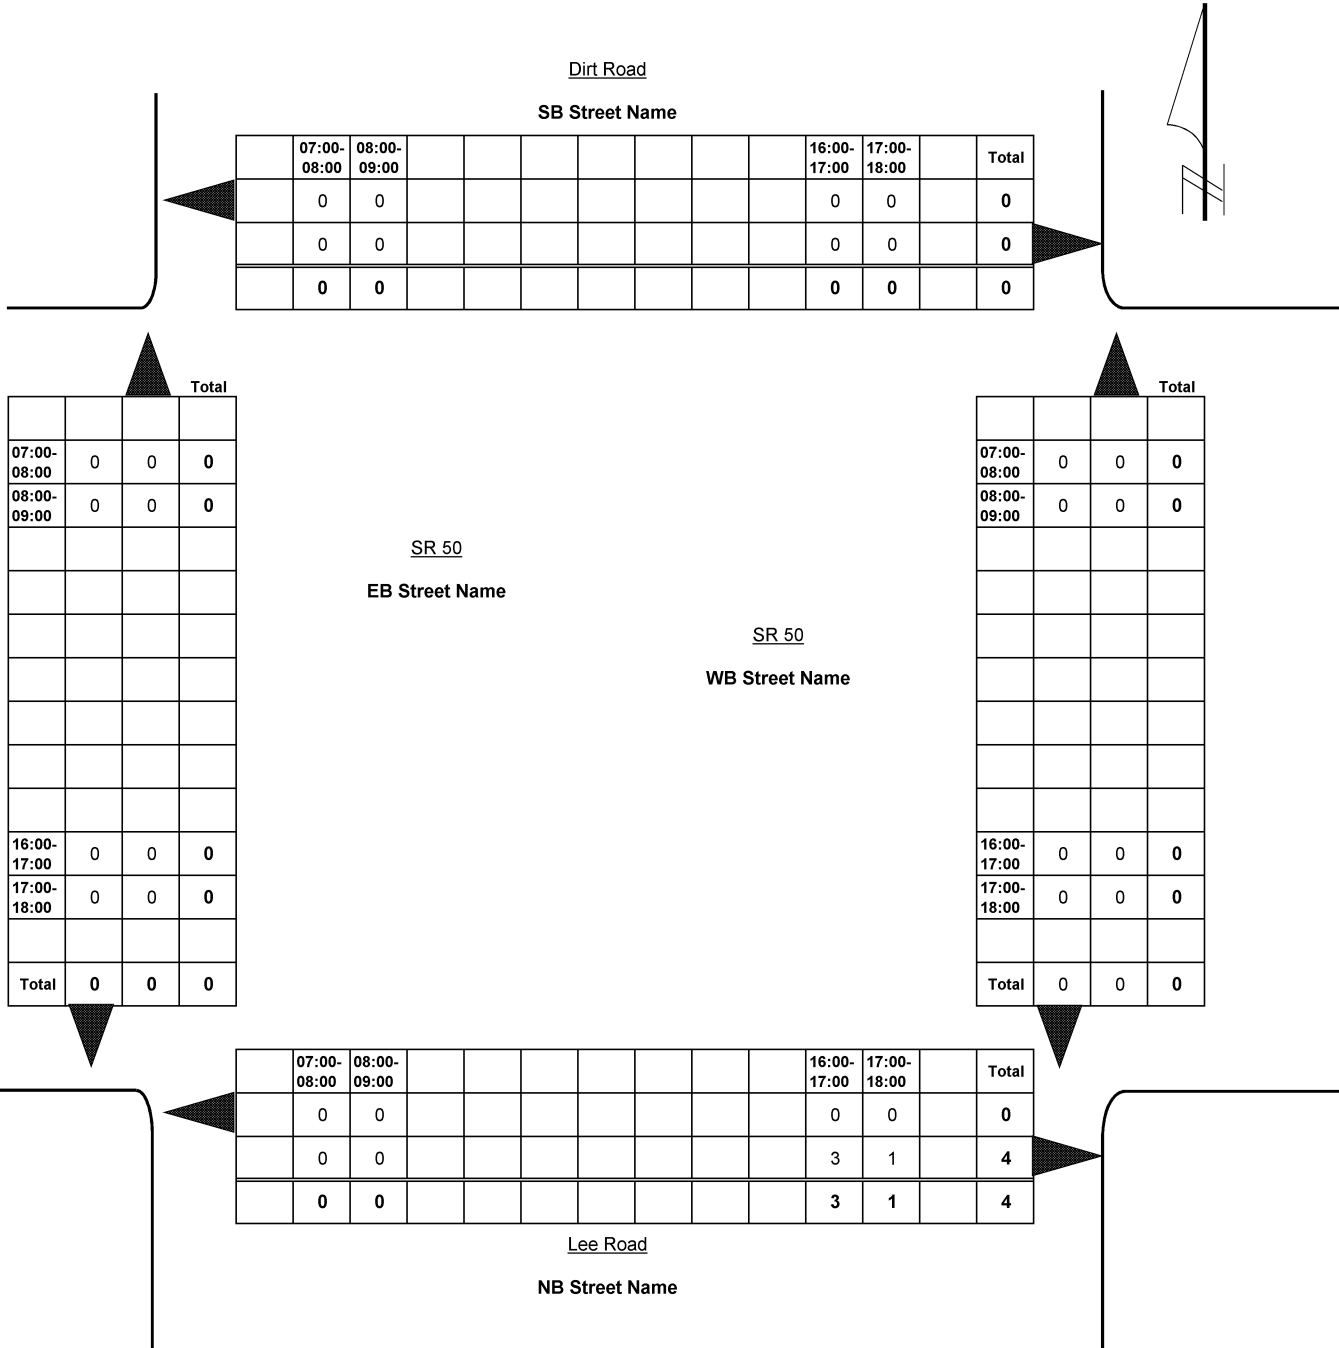 Dirt Road
SB Street Name
07:00-08:00 08:00-09:00 16:00-17:00 17:00-18:00 Total
0 0 0 0 0
0 0 0 0 0
0 0 0 0 0
Total
07:00-08:00 0 0 0
08:00-09:00 0 0 0
16:00-17:00 0 0 0
17:00-18:00 0 0 0
Total 0 0 0
SR 50
EB Street Name
SR 50
WB Street Name
Total
07:00-08:00 0 0 0
08:00-09:00 0 0 0
16:00-17:00 0 0 0
17:00-18:00 0 0 0
Total 0 0 0
07:00-08:00 08:00-09:00 16:00-17:00 17:00-18:00 Total
0 0 0 0 0
0 0 3 1 4
0 0 3 1 4
Lee Road
NB Street Name